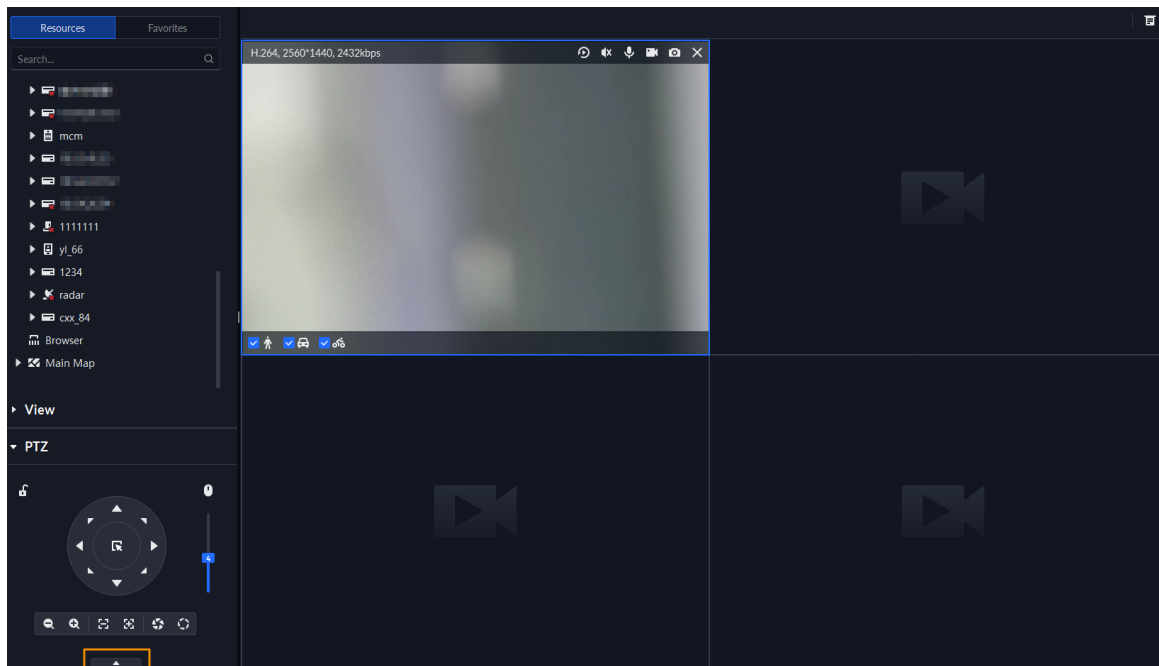 Resources
Favorites
Search...
H.264, 2560*1440, 2432kbps
mcm
1111111
yl_66
1234
radar
cxx_84
Browser
Main Map
View
PTZ
4